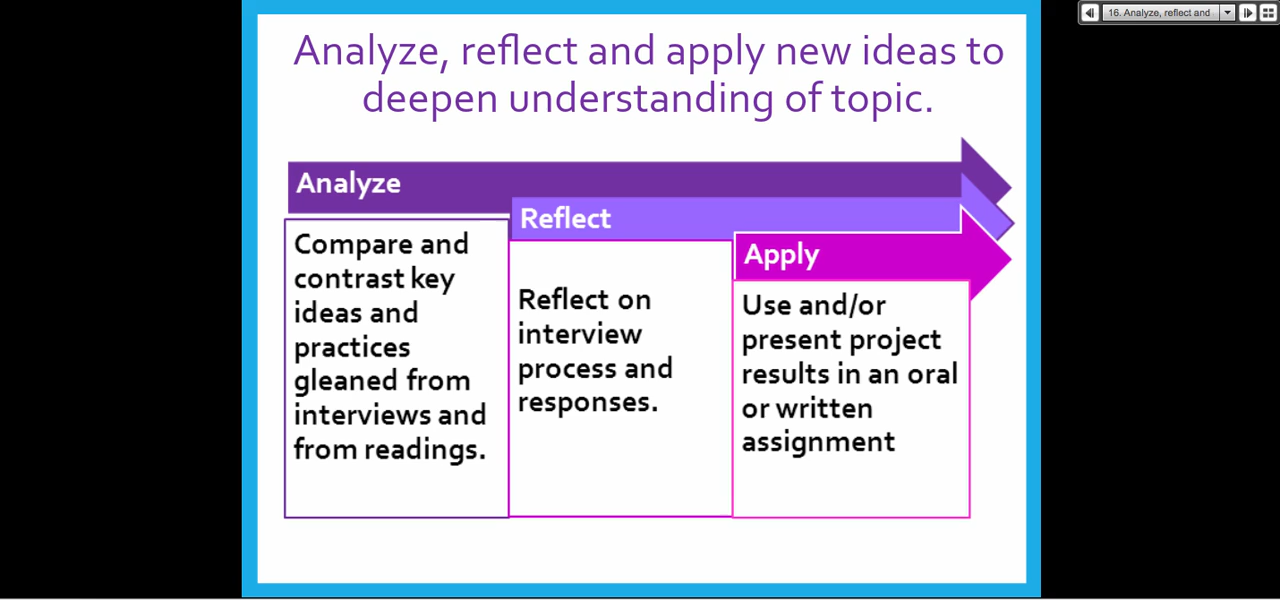 16. Analyze, reflect and
Analyze, reflect and apply new ideas to
deepen understanding of topic.
Analyze
Compare and
contrast key
ideas and
practices
gleaned from
interviews and
from readings.
Reflect
Reflect on
interview
process and
responses.
Apply
Use and/or
present project
results in an oral
or written
assignment